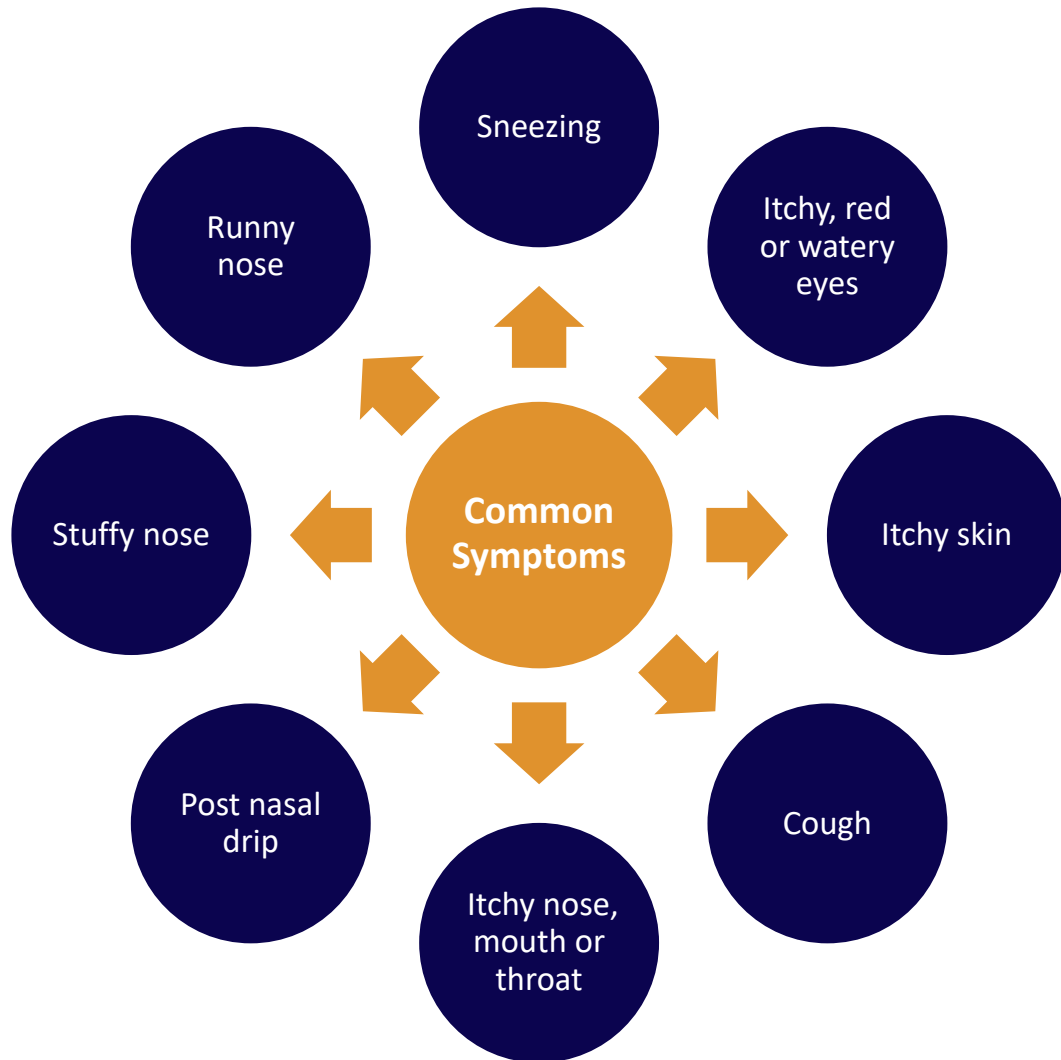 Common
Symptoms
Sneezing
Itchy, red
or watery
eyes
Itchy skin
Cough
Itchy nose,
mouth or
throat
Post nasal
drip
Stuffy nose
Runny
nose